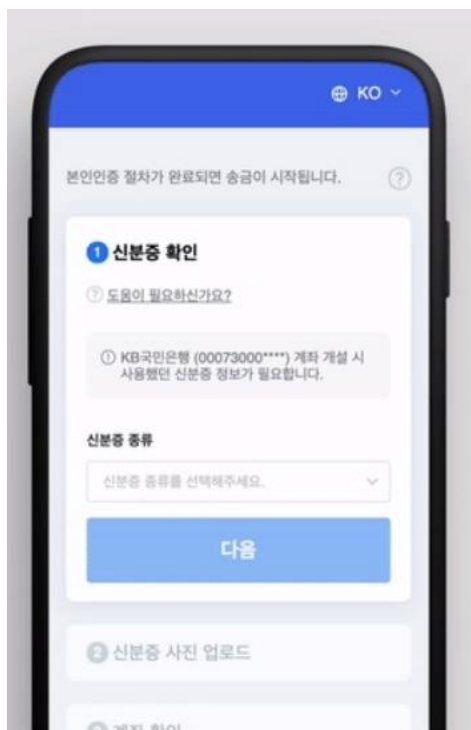 KO
본인인증 절차가 완료되면 송금이 시작됩니다. ?
1 신분증 확인
? 도움이 필요하신가요?
! KB국민은행 (00073000****) 계좌 개설 시
사용했던 신분증 정보가 필요합니다.
신분증 종류
신분증 종류를 선택해주세요.
다음
2 신분증 사진 업로드